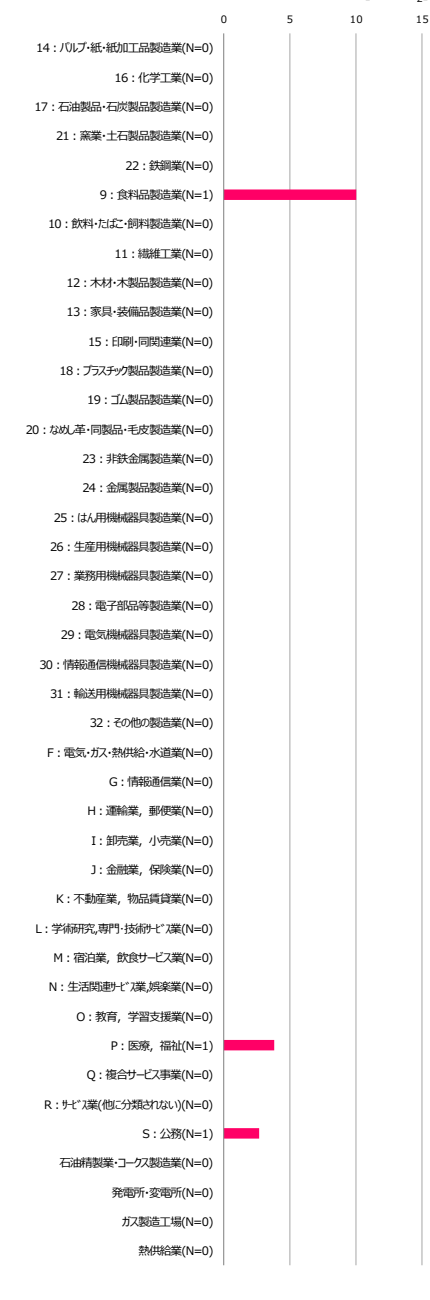 0 5 10 15
14：パルプ・紙・紙加工品製造業(N=0)
16：化学工業(N=0)
17：石油製品・石炭製品製造業(N=0)
21：窯業・土石製品製造業(N=0)
22：鉄鋼業(N=0)
9：食料品製造業(N=1)
10：飲料・たばこ・飼料製造業(N=0)
11：繊維工業(N=0)
12：木材・木製品製造業(N=0)
13：家具・装備品製造業(N=0)
15：印刷・同関連業(N=0)
18：プラスチック製品製造業(N=0)
19：ゴム製品製造業(N=0)
20：なめし革・同製品・毛皮製造業(N=0)
23：非鉄金属製造業(N=0)
24：金属製品製造業(N=0)
25：はん用機械器具製造業(N=0)
26：生産用機械器具製造業(N=0)
27：業務用機械器具製造業(N=0)
28：電子部品等製造業(N=0)
29：電気機械器具製造業(N=0)
30：情報通信機械器具製造業(N=0)
31：輸送用機械器具製造業(N=0)
32：その他の製造業(N=0)
F：電気・ガス・熱供給・水道業(N=0)
G：情報通信業(N=0)
H：運輸業，郵便業(N=0)
I：卸売業，小売業(N=0)
J：金融業，保険業(N=0)
K：不動産業，物品賃貸業(N=0)
L：学術研究,専門・技術ｻｰﾋﾞｽ業(N=0)
M：宿泊業，飲食サービス業(N=0)
N：生活関連ｻｰﾋﾞｽ業,娯楽業(N=0)
O：教育，学習支援業(N=0)
P：医療，福祉(N=1)
Q：複合サービス事業(N=0)
R：ｻｰﾋﾞｽ業(他に分類されない)(N=0)
S：公務(N=1)
石油精製業・コークス製造業(N=0)
発電所・変電所(N=0)
ガス製造工場(N=0)
熱供給業(N=0)